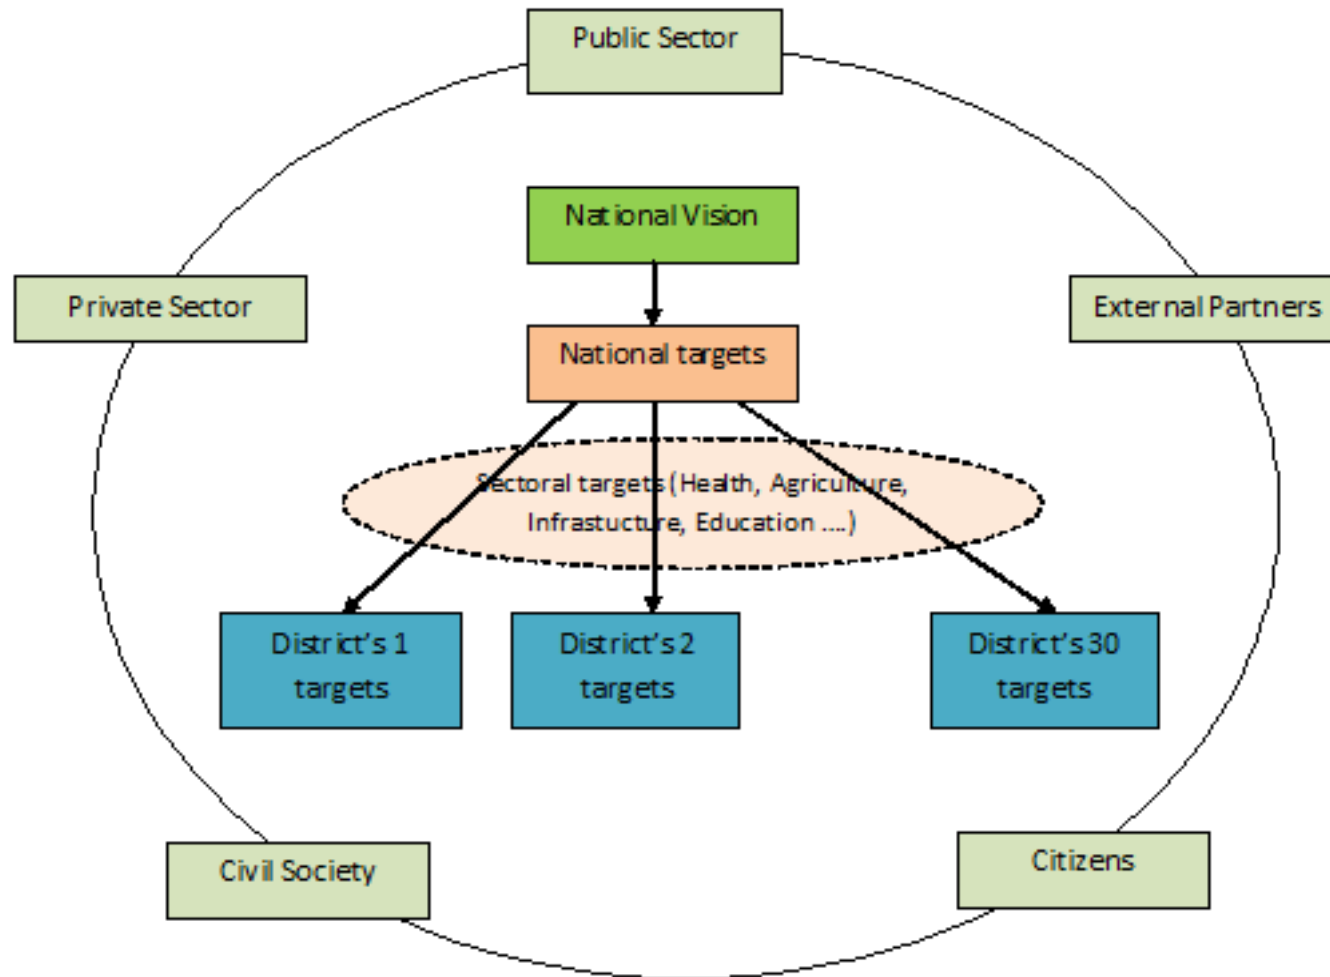 Public Sector
National Vision
Private Sector
External Partners
National targets
Sectoral targets (Health, Agriculture,
Infrastucture, Education ....)
District's 1
targets
District's 2
targets
District's 30
targets
Civil Society
Citizens